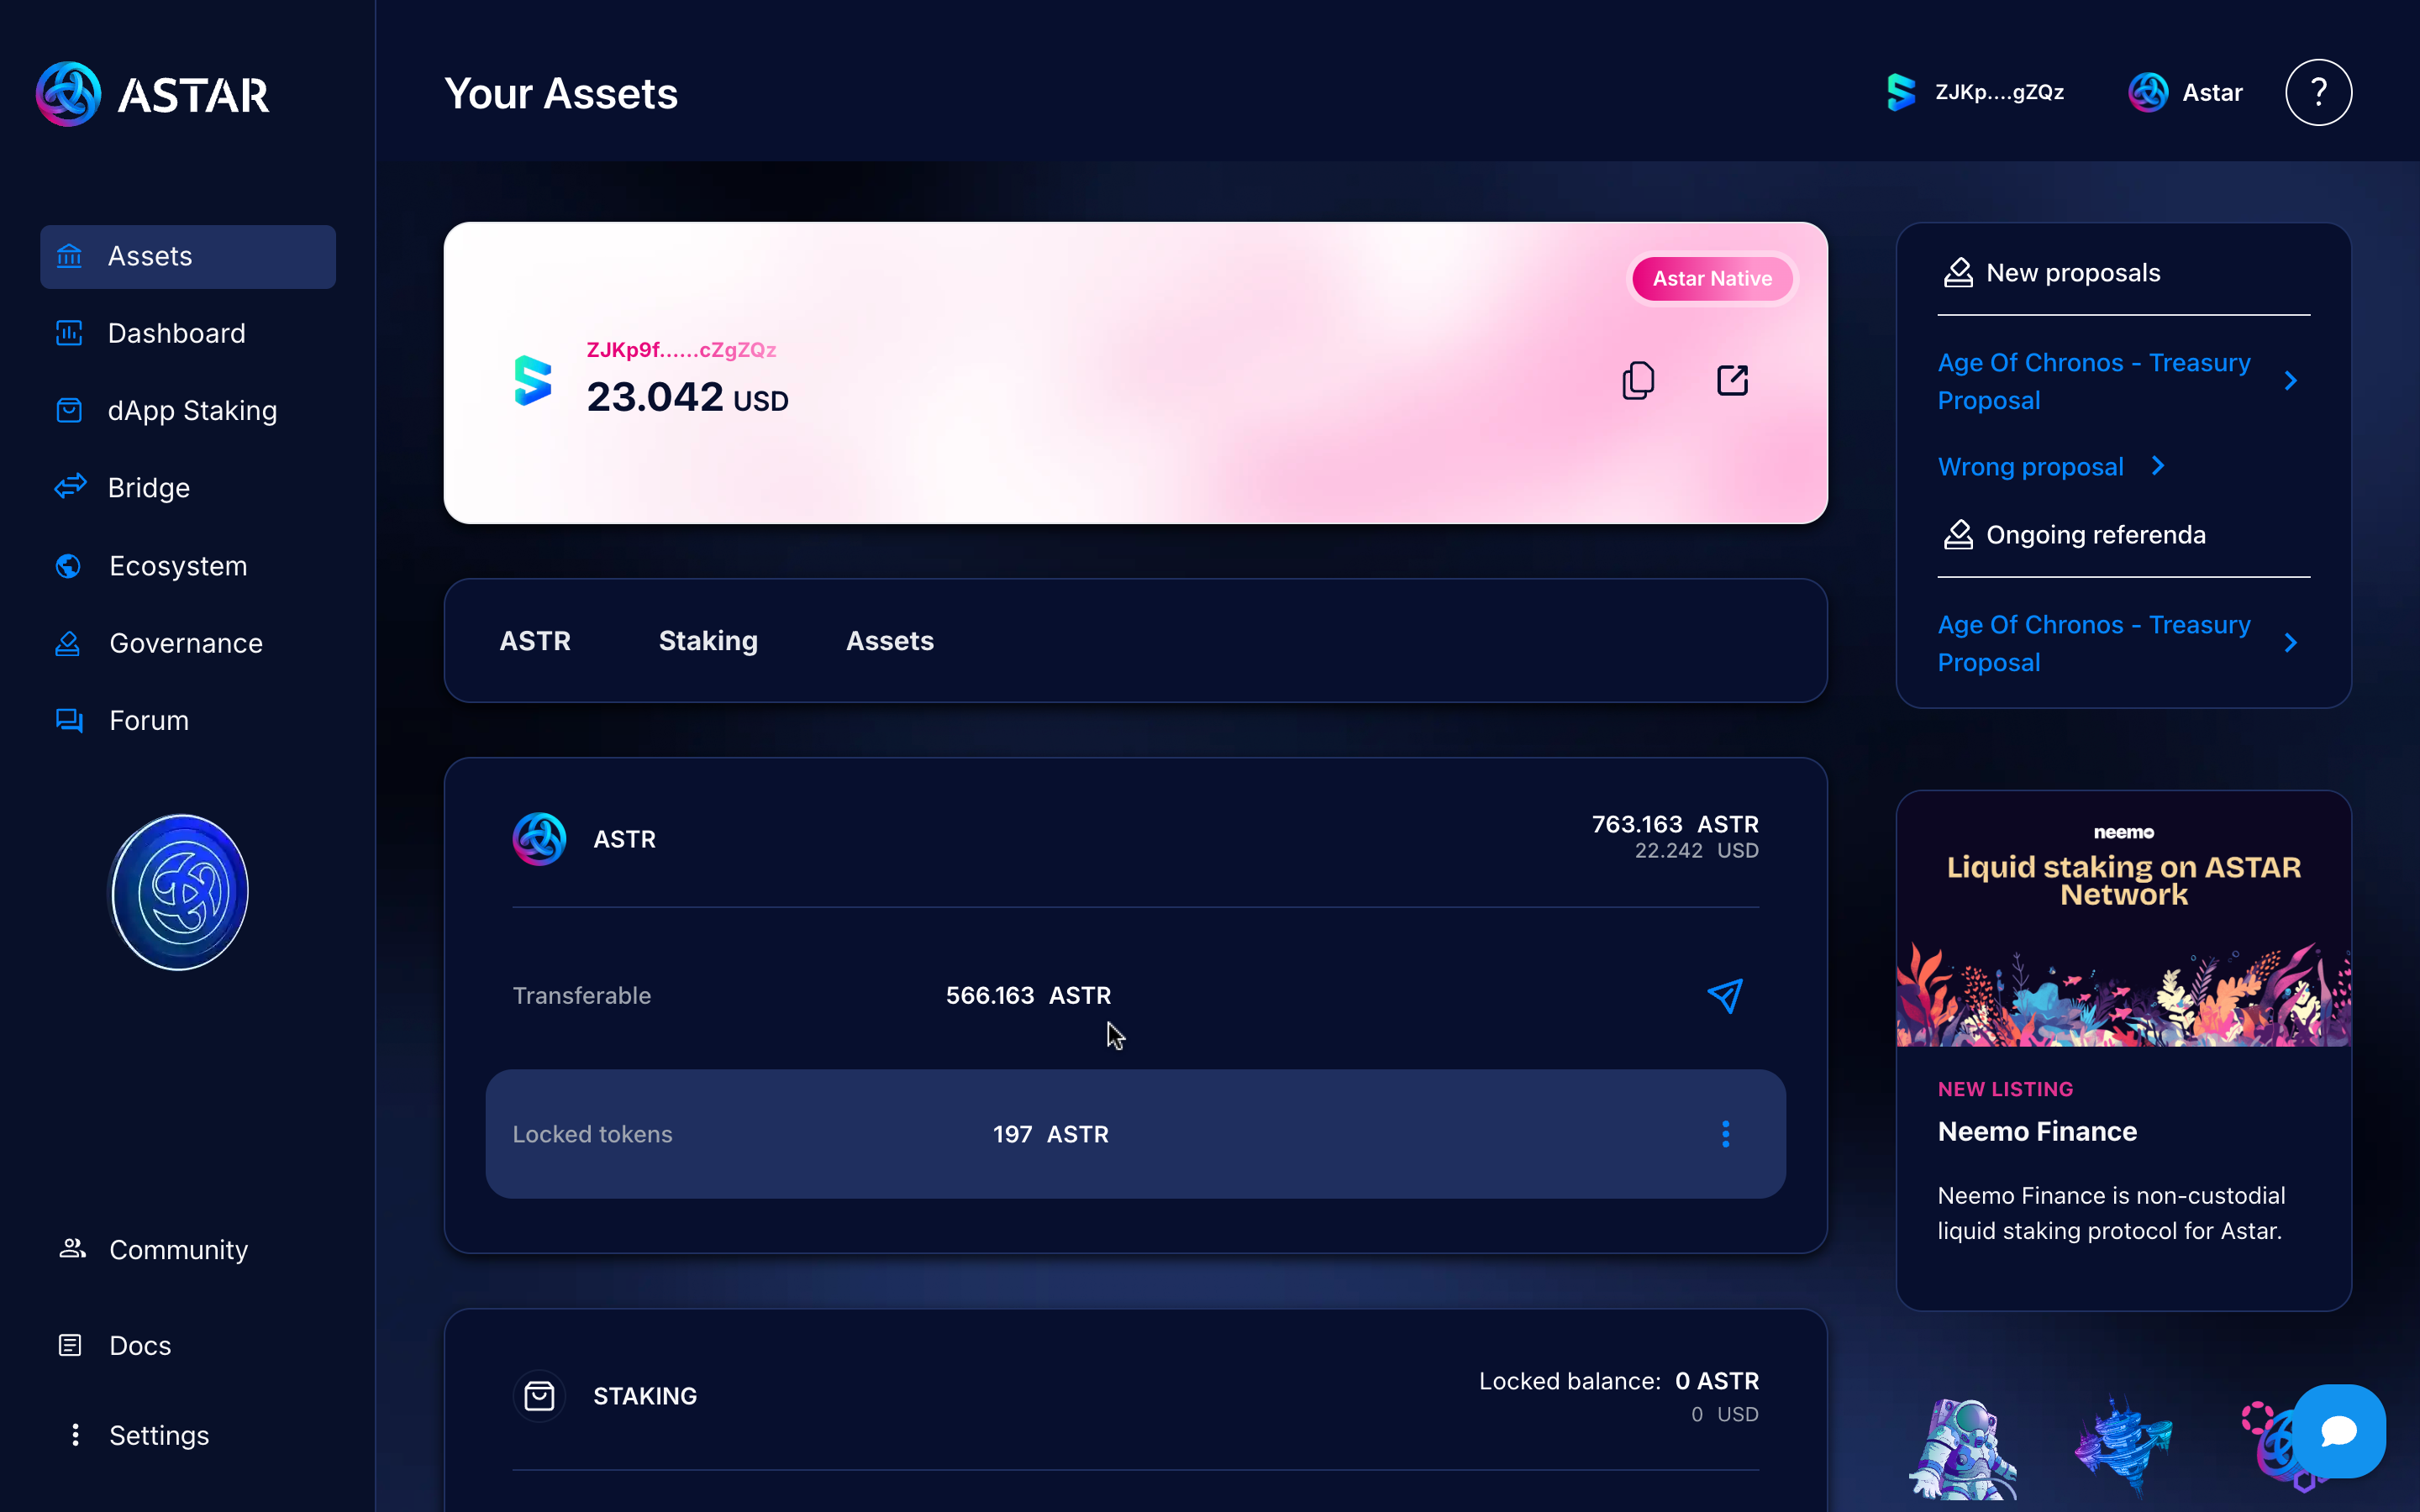 ASTAR
Assets
Dashboard
dApp Staking
Bridge
Ecosystem
Governance
Forum
Community
Docs
Settings
Your Assets
ZJKp....gZQz
Astar
?
Astar Native
ZJKp9f......cZgZQz
23.042 USD
ASTR
Staking
Assets
ASTR
763.163 ASTR
22.242 USD
Transferable
566.163 ASTR
Locked tokens
197 ASTR
STAKING
Locked balance: 0 ASTR
0 USD
New proposals
Age Of Chronos - Treasury
Proposal
Wrong proposal
Ongoing referenda
Age Of Chronos - Treasury
Proposal
neemo
Liquid staking on ASTAR
Network
NEW LISTING
Neemo Finance
Neemo Finance is non-custodial
liquid staking protocol for Astar.